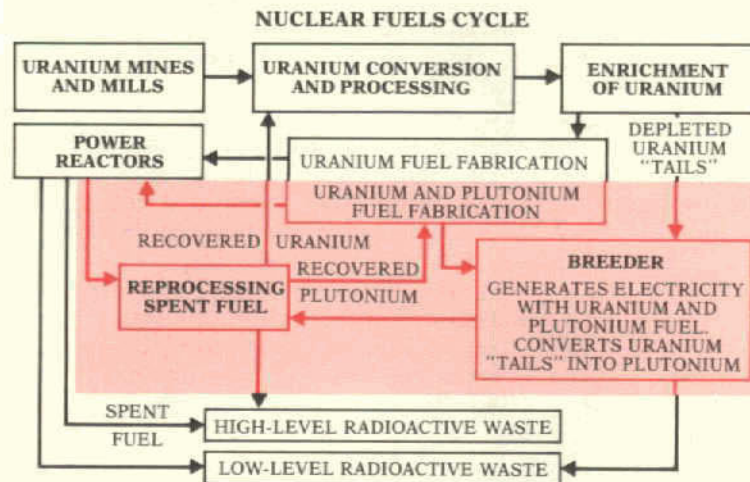 NUCLEAR FUELS CYCLE
URANIUM MINES
AND MILLS
URANIUM CONVERSION
AND PROCESSING
ENRICHMENT
OF URANIUM
POWER
REACTORS
URANIUM FUEL FABRICATION
DEPLETED
URANIUM
"TAILS"
URANIUM AND PLUTONIUM
FUEL FABRICATION
RECOVERED URANIUM
REPROCESSING
SPENT FUEL
RECOVERED
PLUTONIUM
BREEDER
GENERATES ELECTRICITY
WITH URANIUM AND
PLUTONIUM FUEL.
CONVERTS URANIUM
"TAILS" INTO PLUTONIUM
SPENT
FUEL
HIGH-LEVEL RADIOACTIVE WASTE
LOW-LEVEL RADIOACTIVE WASTE